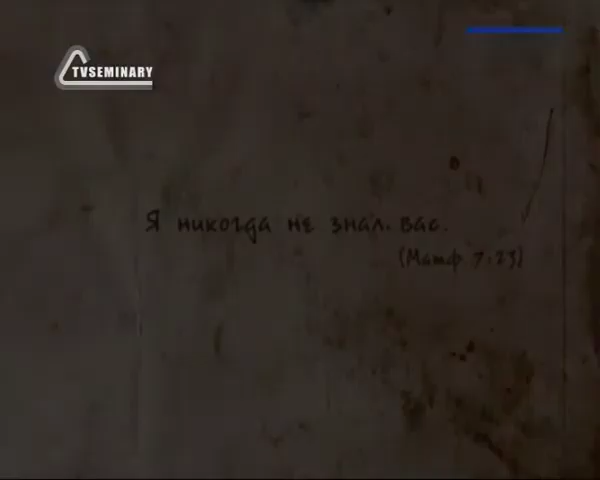 TVSEMINARY
Я никогда не знал вас.
(Матф 7:23)